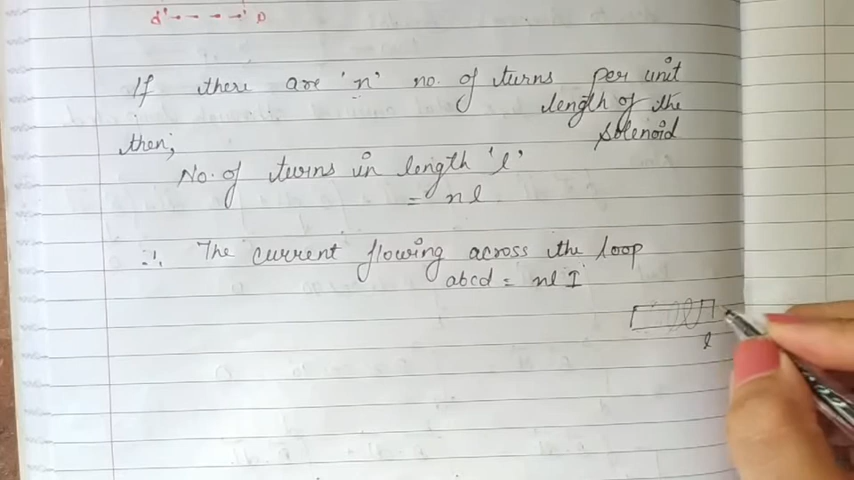 d' D
If there are 'n' no. of turns per unit
length of the
solenoid
then;
No. of turns in length 'l'
= nl
∴ The current flowing across the loop
abcd = nl I
l